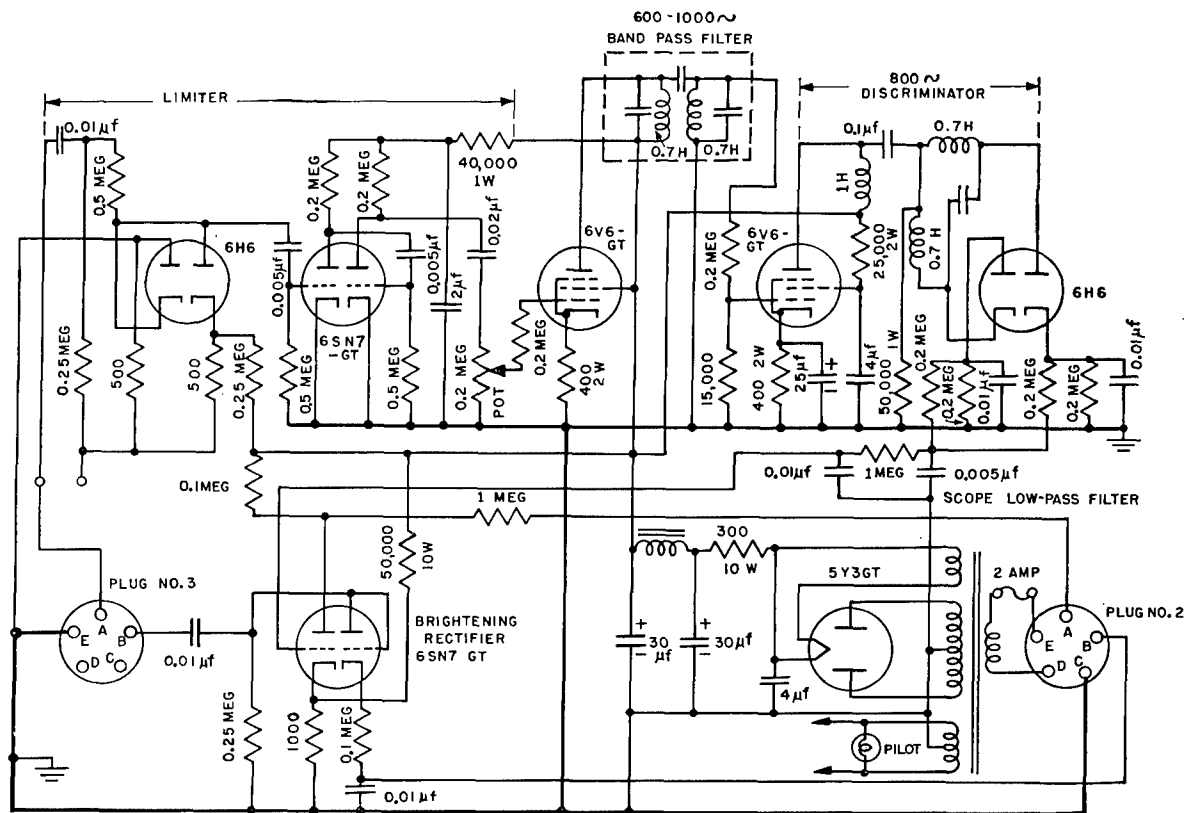 600-1000~
BAND PASS FILTER
LIMITER
800~
DISCRIMINATOR
0.01µf
0.5 MEG
0.2 MEG
0.2 MEG
40,000
1W
0.7H
0.7H
0.1µf
0.7H
1H
6H6
0.005µf
0.005µf
2µf
0.02µf
6V6-
GT
0.2 MEG
6V6-
GT
25,000
2W
0.7 H
6H6
0.25MEG
500
500
0.25 MEG
6SN7
-GT
0.5 MEG
0.5 MEG
0.2 MEG
POT
0.2 MEG
400
2W
15,000
400 2W
25µf
+
-
4µf
50,000 1W
0.2MEG
0.2 MEG
0.01µf
0.2 MEG
0.2 MEG
0.01µf
0.1MEG
1 MEG
0.01µf
1MEG
0.005µf
SCOPE LOW-PASS FILTER
50,000
10W
300
10 W
5Y3GT
2 AMP
PLUG NO.3
A
E
B
D
C
0.01µf
BRIGHTENING
RECTIFIER
6SN7 GT
+
30
-
µf
+
30µf
-
4µf
PLUG NO.2
A
E
B
D
C
0.25 MEG
1000
0.1 MEG
0.01µf
PILOT